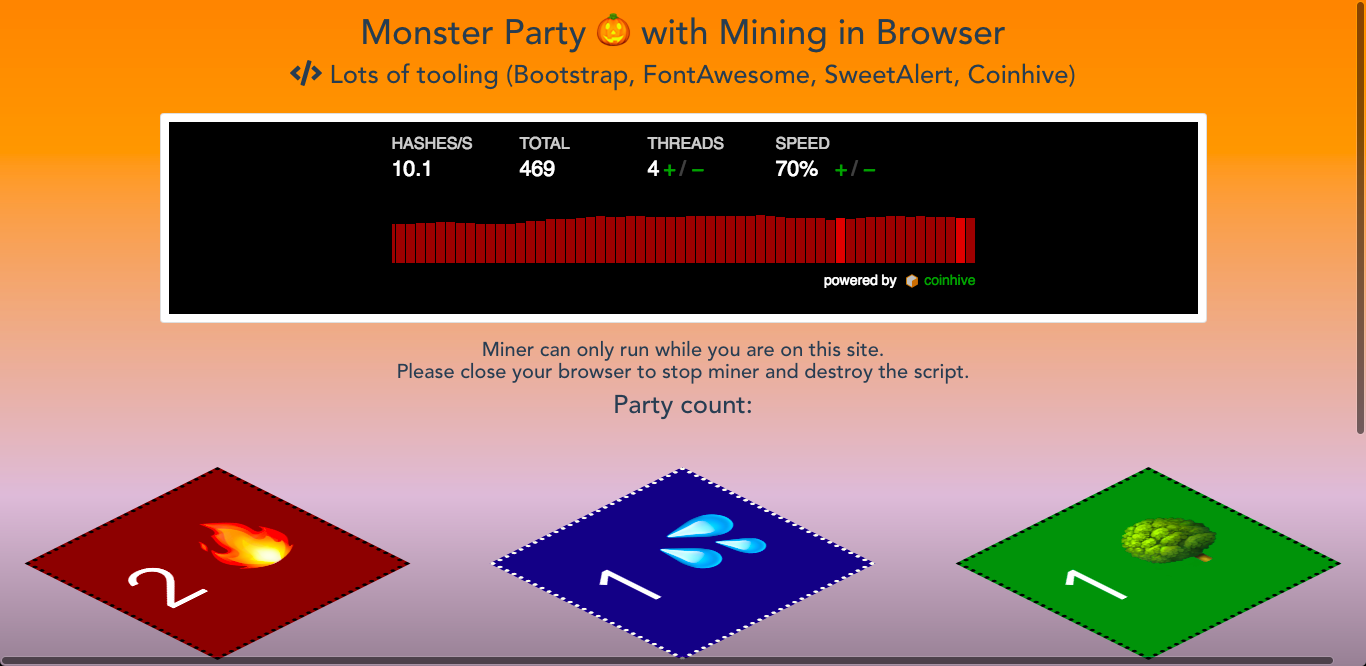 Monster Party 🎃 with Mining in Browser
</> Lots of tooling (Bootstrap, FontAwesome, SweetAlert, Coinhive)
HASHES/S TOTAL THREADS SPEED
10.1 469 4 + / − 70% + / −
powered by coinhive
Miner can only run while you are on this site.
Please close your browser to stop miner and destroy the script.
Party count:
2 1 1